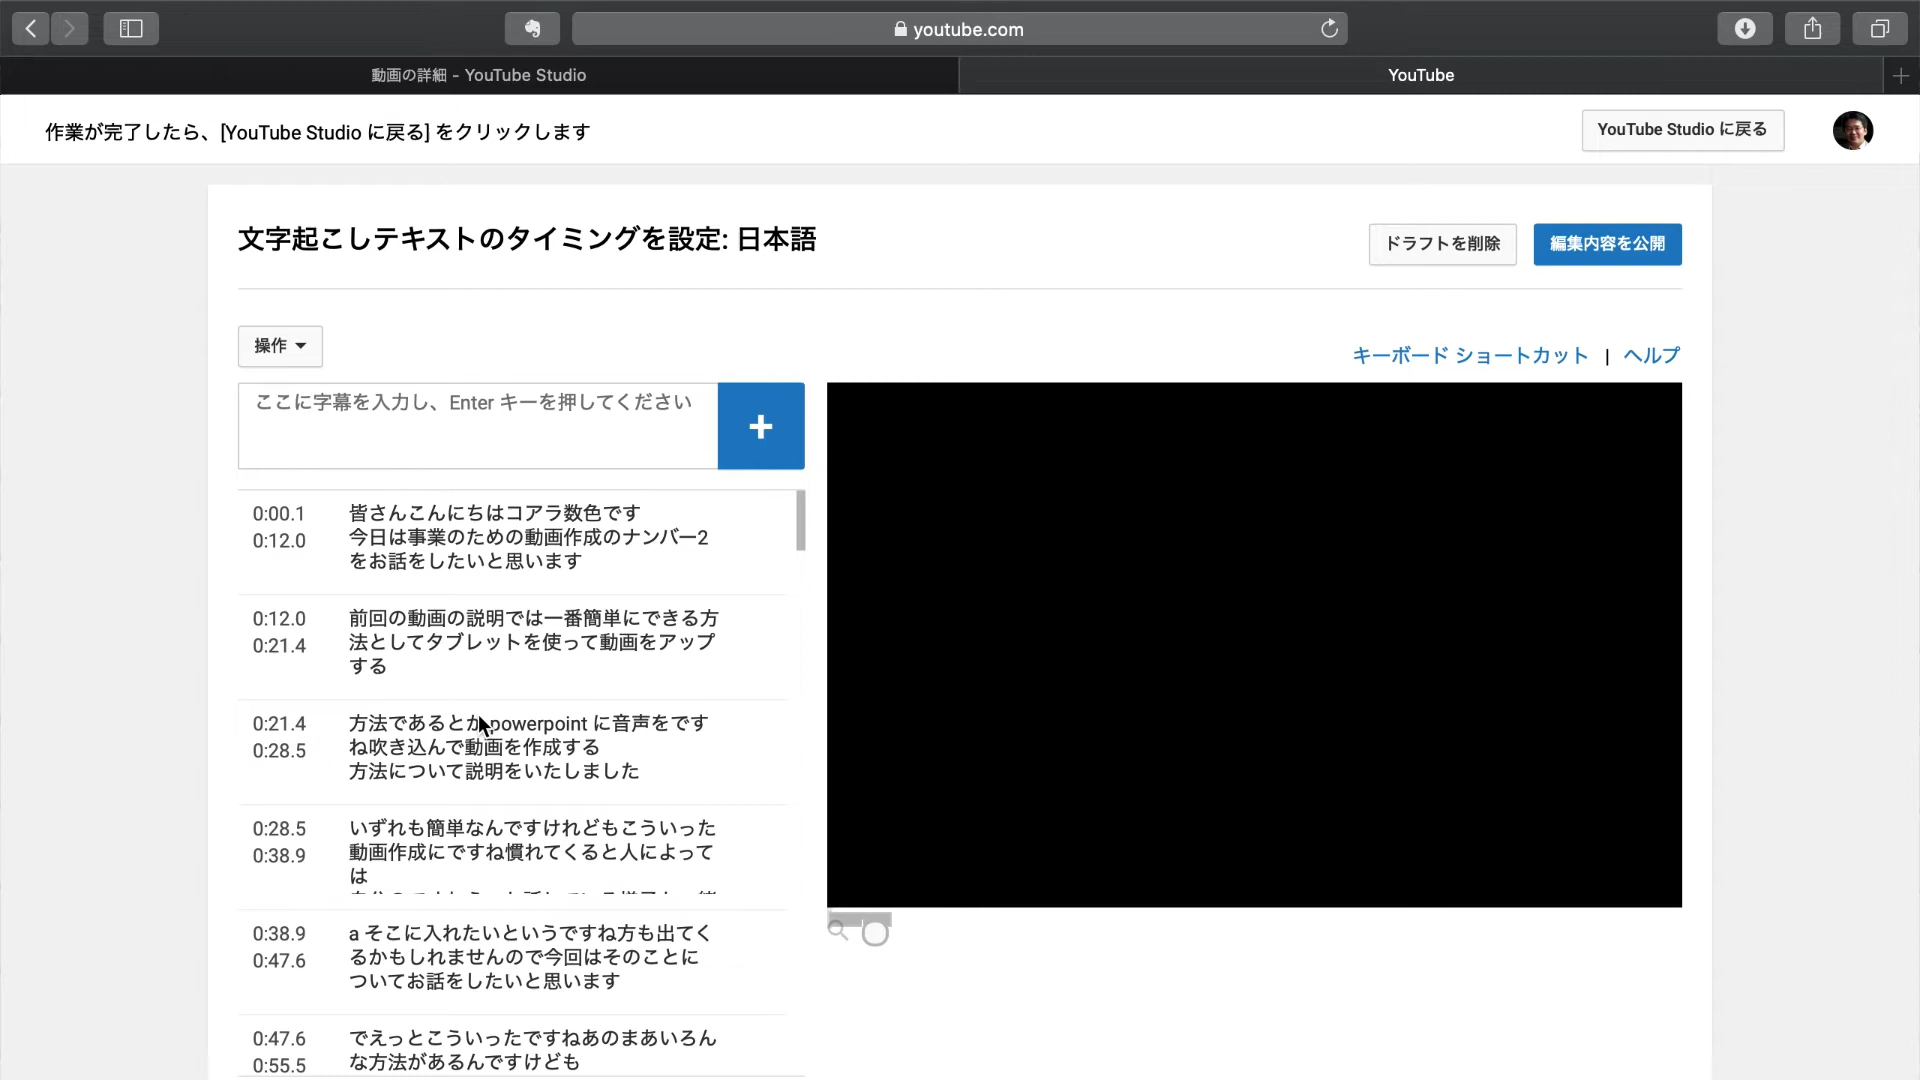 youtube.com
動画の詳細 - YouTube Studio
YouTube
作業が完了したら、[YouTube Studio に戻る] をクリックします
YouTube Studio に戻る
文字起こしテキストのタイミングを設定: 日本語
ドラフトを削除
編集内容を公開
操作
キーボード ショートカット | ヘルプ
ここに字幕を入力し、Enter キーを押してください
0:00.1
0:12.0
皆さんこんにちはコアラ数色です
今日は事業のための動画作成のナンバー2
をお話をしたいと思います
0:12.0
0:21.4
前回の動画の説明では一番簡単にできる方
法としてタブレットを使って動画をアップ
する
0:21.4
0:28.5
方法であるとか powerpoint に音声をです
ね吹き込んで動画を作成する
方法について説明をいたしました
0:28.5
0:38.9
いずれも簡単なんですけれどもこういった
動画作成にですね慣れてくると人によって
は
0:38.9
0:47.6
a そこに入れたいというですね方も出てく
るかもしれませんので今回はそのことに
ついてお話をしたいと思います
0:47.6
0:55.5
でえっとこういったですねあのまあいろん
な方法があるんですけども